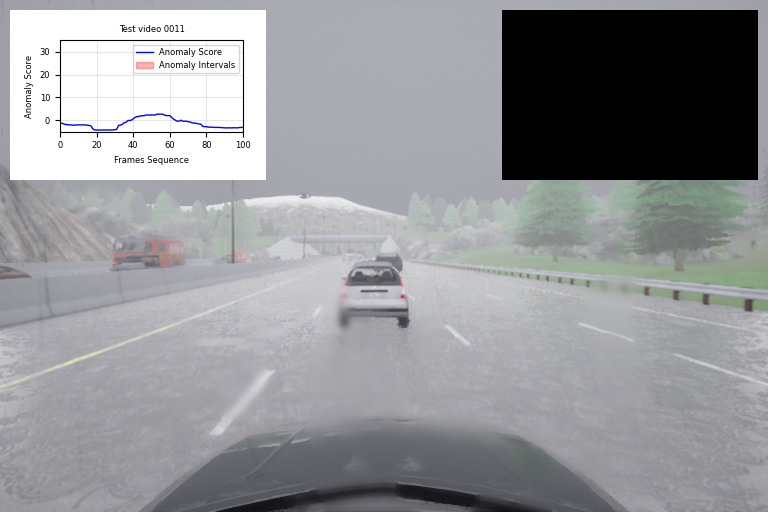 Test video 0011
Anomaly Score
Anomaly Intervals
Anomaly Score
30
20
10
0
0 20 40 60 80 100
Frames Sequence